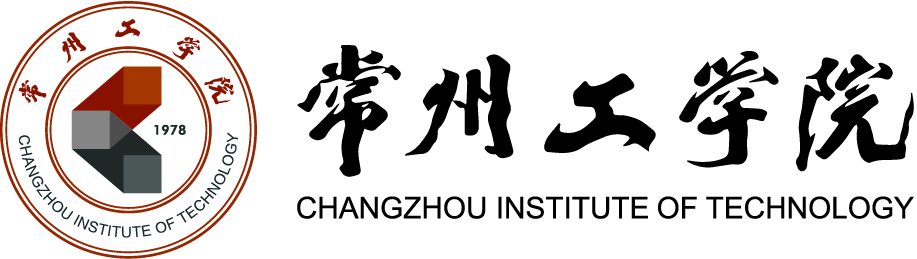 常州工学院
1978
CHANGZHOU INSTITUTE OF TECHNOLOGY
常州工学院
CHANGZHOU INSTITUTE OF TECHNOLOGY